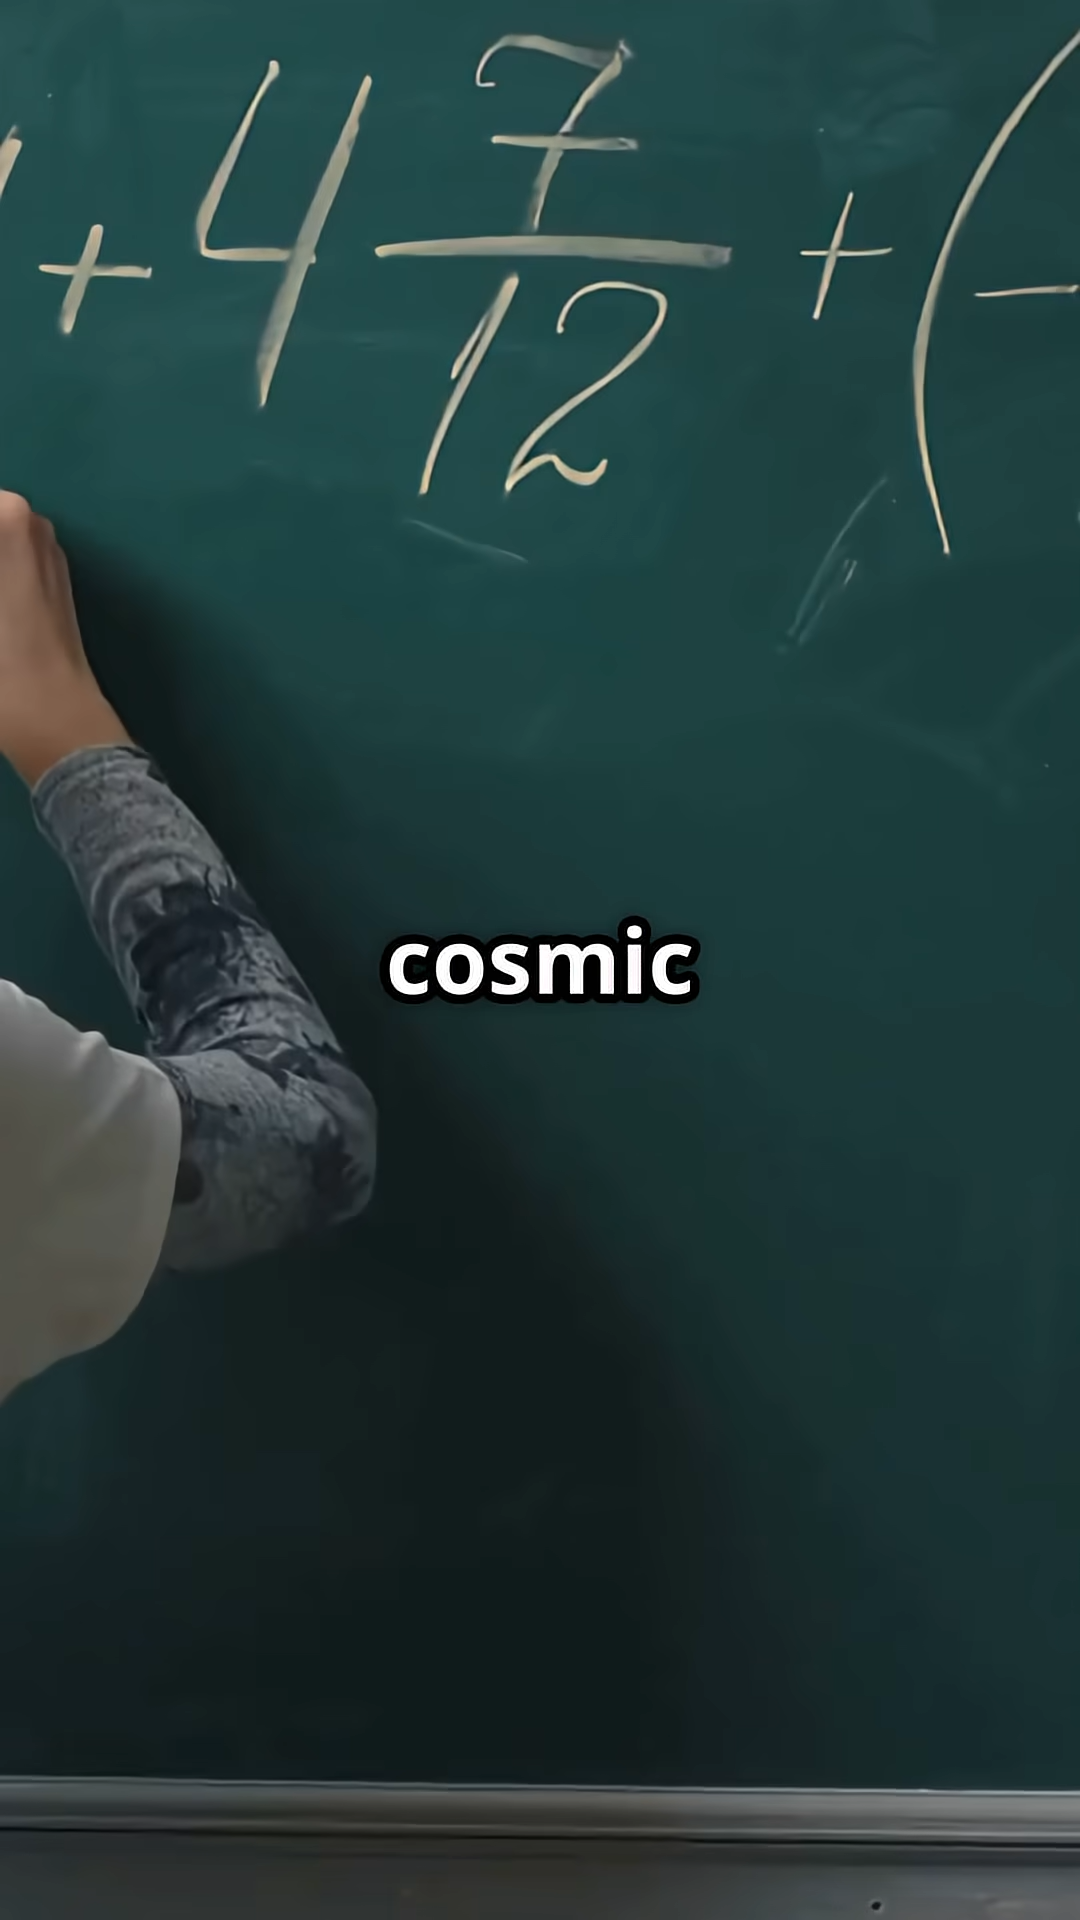 + 4 7/12 + ( -
cosmic